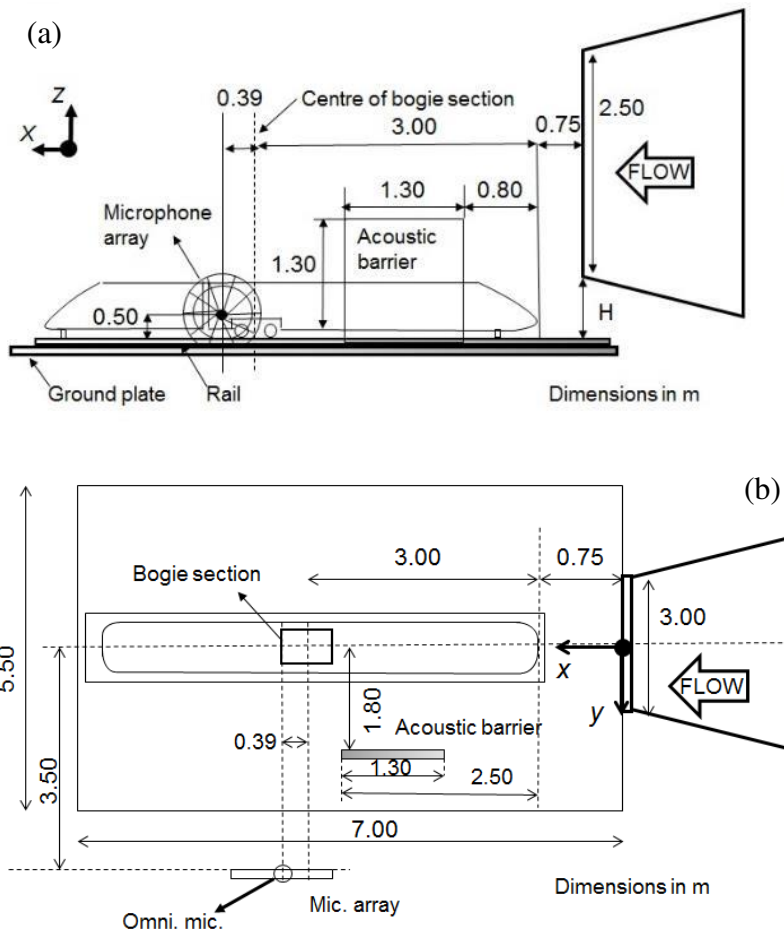 (a)
Z
X
0.39
Centre of bogie section
3.00
0.75
2.50
FLOW
1.30
0.80
Microphone
array
Acoustic
barrier
1.30
0.50
H
Ground plate
Rail
Dimensions in m
(b)
Bogie section
3.00
0.75
3.00
5.50
x
FLOW
y
1.80
Acoustic barrier
0.39
1.30
3.50
2.50
7.00
Dimensions in m
Mic. array
Omni. mic.